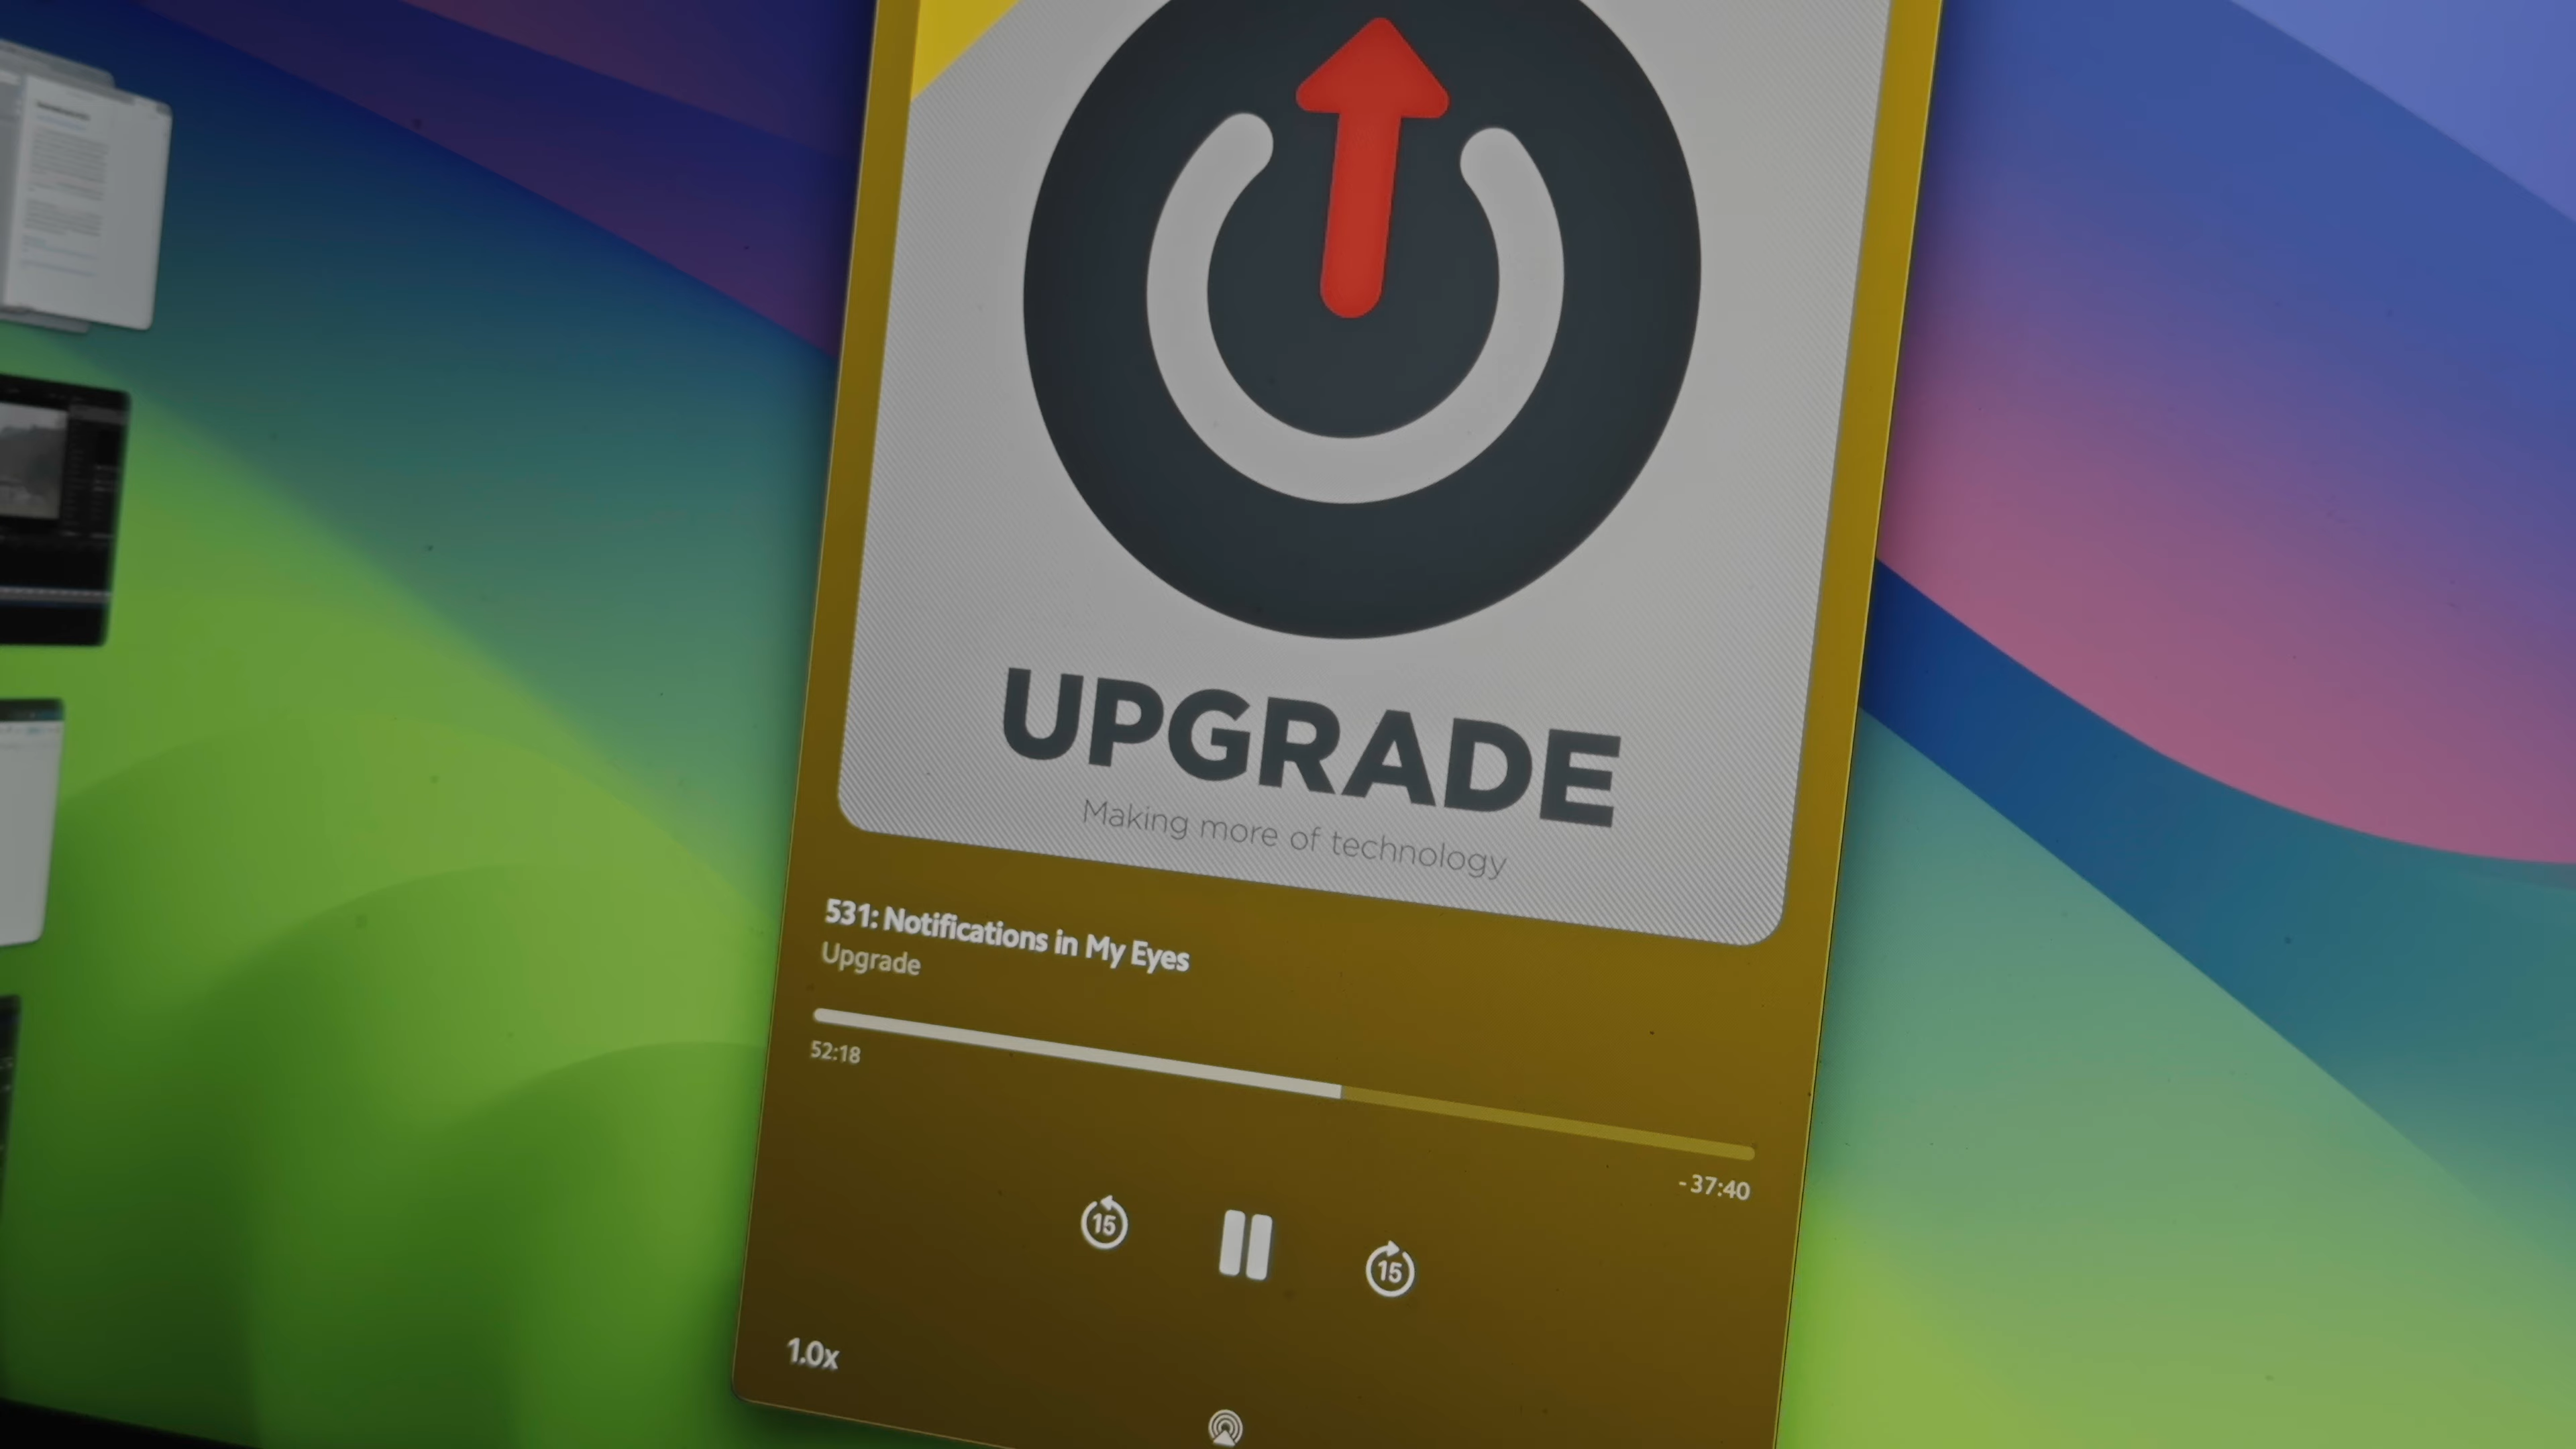 UPGRADE
Making more of technology
531: Notifications in My Eyes
Upgrade
52:18
- 37:40
15
15
1.0x